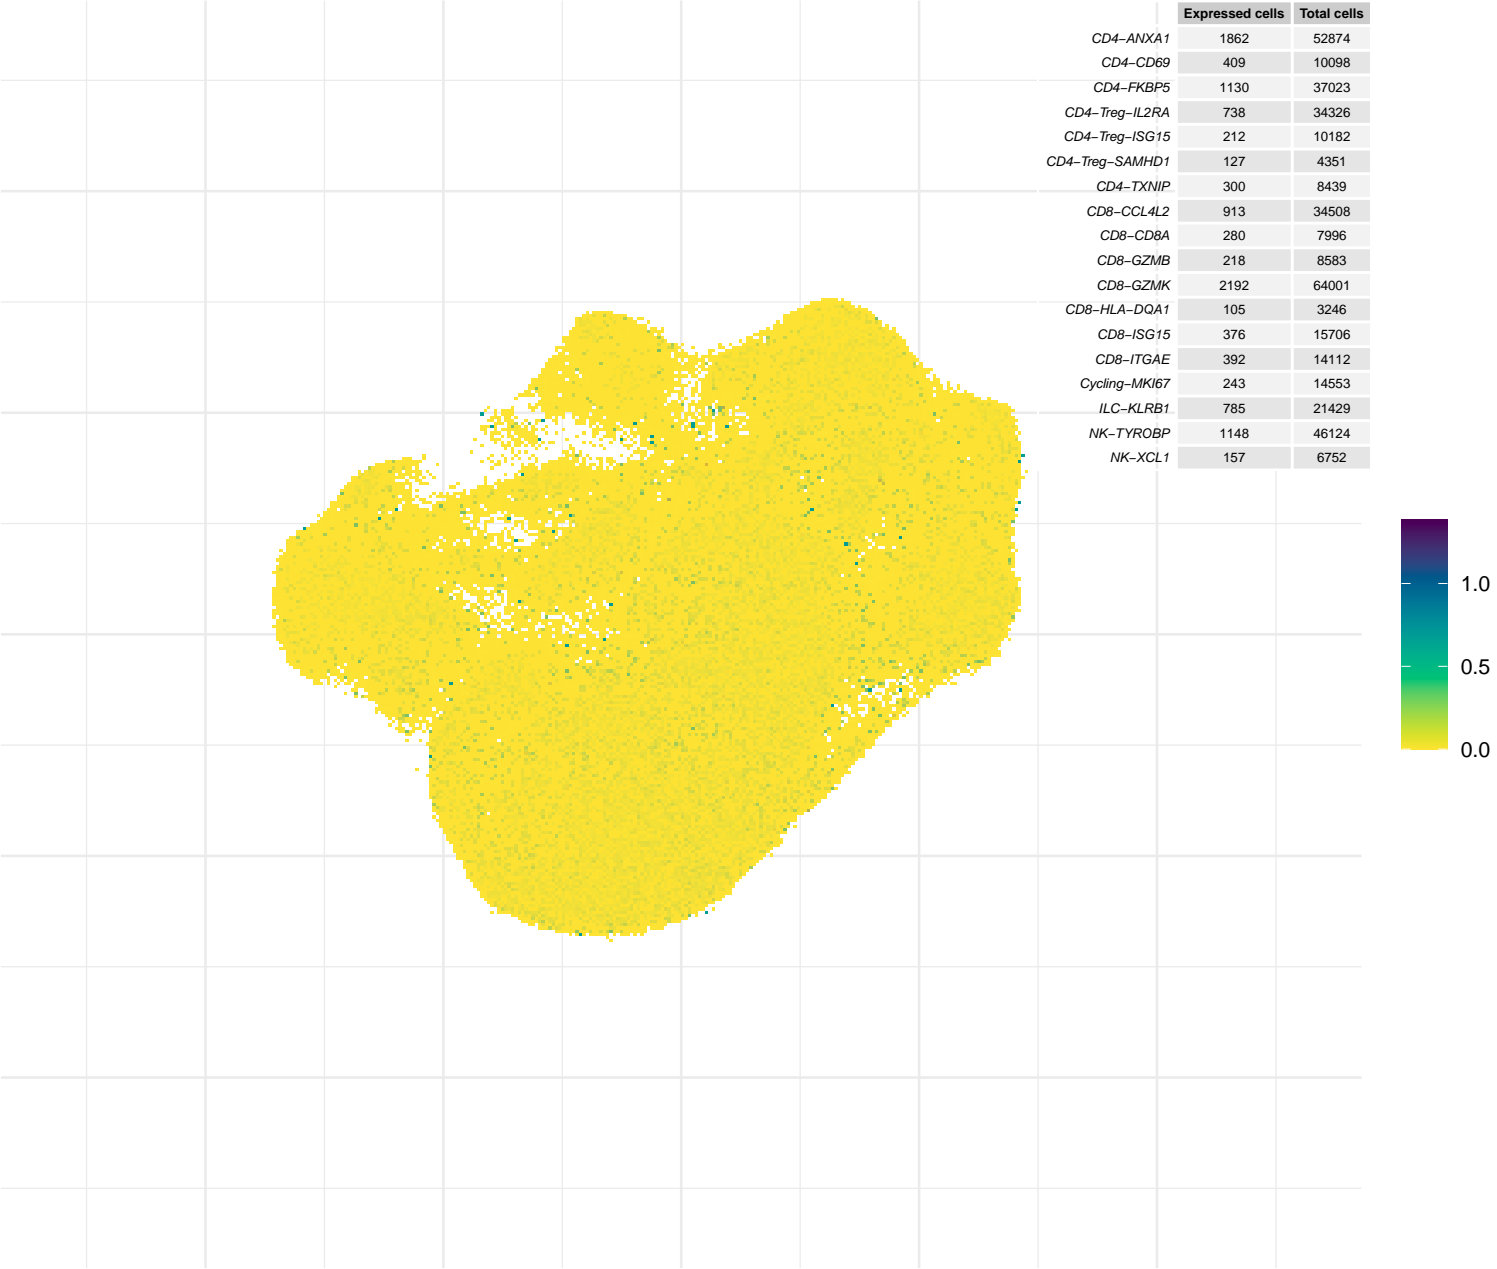 Expressed cells Total cells
CD4−ANXA1 1862 52874
CD4−CD69 409 10098
CD4−FKBP5 1130 37023
CD4−Treg−IL2RA 738 34326
CD4−Treg−ISG15 212 10182
CD4−Treg−SAMHD1 127 4351
CD4−TXNIP 300 8439
CD8−CCL4L2 913 34508
CD8−CD8A 280 7996
CD8−GZMB 218 8583
CD8−GZMK 2192 64001
CD8−HLA−DQA1 105 3246
CD8−ISG15 376 15706
CD8−ITGAE 392 14112
Cycling−MKI67 243 14553
ILC−KLRB1 785 21429
NK−TYROBP 1148 46124
NK−XCL1 157 6752
1.0
0.5
0.0